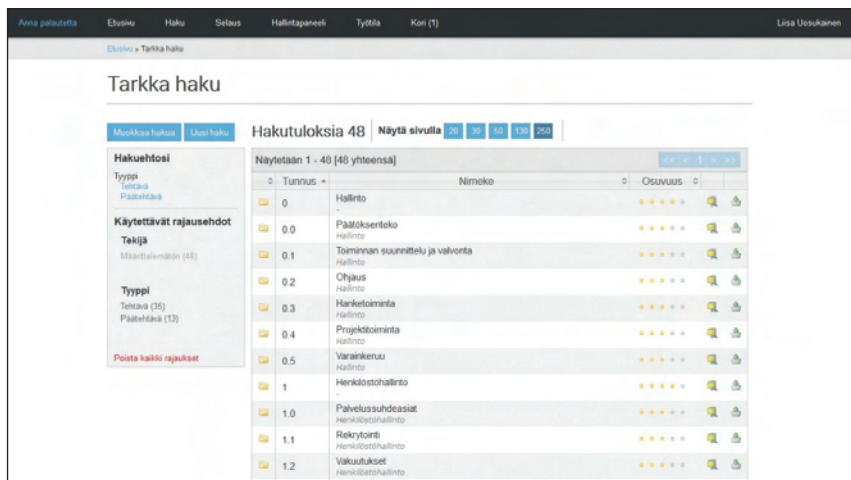 Anna palautetta Etusivu Haku Selaus Hallintapaneeli Työtila Kori (1) Liisa Uosukainen
Etusivu » Tarkka haku
Tarkka haku
Muokkaa hakua Uusi haku
Hakuehtosi
Tyyppi
Tehtävä
Päätehtävä
Käytettävät rajausehdot
Tekijä
Määrittelemätön (48)
Tyyppi
Tehtävä (35)
Päätehtävä (13)
Poista kaikki rajaukset
Hakutuloksia 48 Näytä sivulla 20 30 50 130 250
Näytetään 1 - 48 [48 yhteensä] << < 1 > >>
Tunnus Nimeke Osuvuus
0 Hallinto
-
0.0 Päätöksenteko
Hallinto
0.1 Toiminnan suunnittelu ja valvonta
Hallinto
0.2 Ohjaus
Hallinto
0.3 Hanketoiminta
Hallinto
0.4 Projektitoiminta
Hallinto
0.5 Varainkeruu
Hallinto
1 Henkilöstöhallinto
-
1.0 Palvelussuhdeasiat
Henkilöstöhallinto
1.1 Rekrytointi
Henkilöstöhallinto
1.2 Vakuutukset
Henkilöstöhallinto